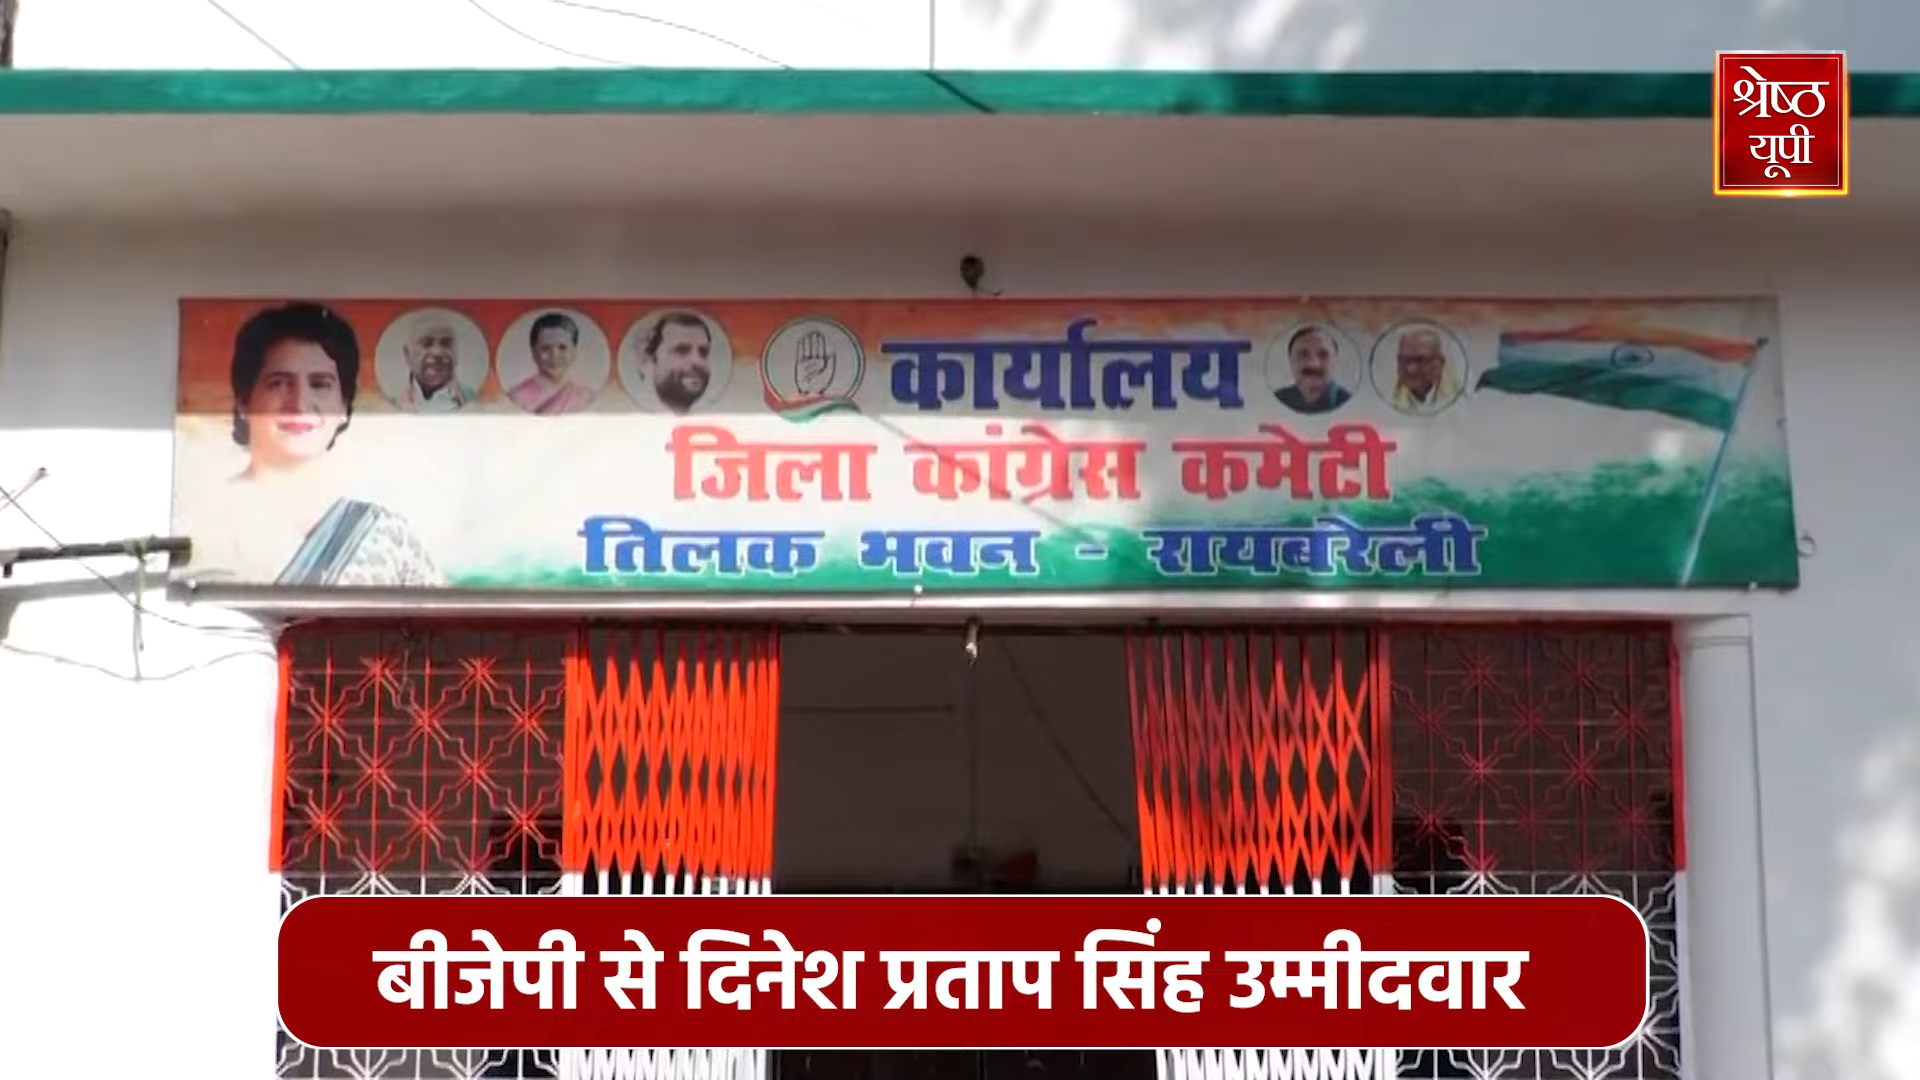 श्रेष्ठ
यूपी
कार्यालय
जिला कांग्रेस कमेटी
तिलक भवन - रायबरेली
बीजेपी से दिनेश प्रताप सिंह उम्मीदवार